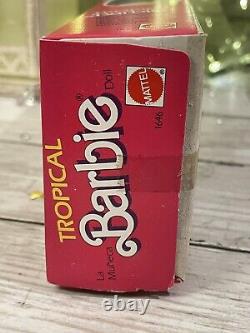 TROPICAL
Barbie®
La Muñeca
Doll
MATTEL
1646